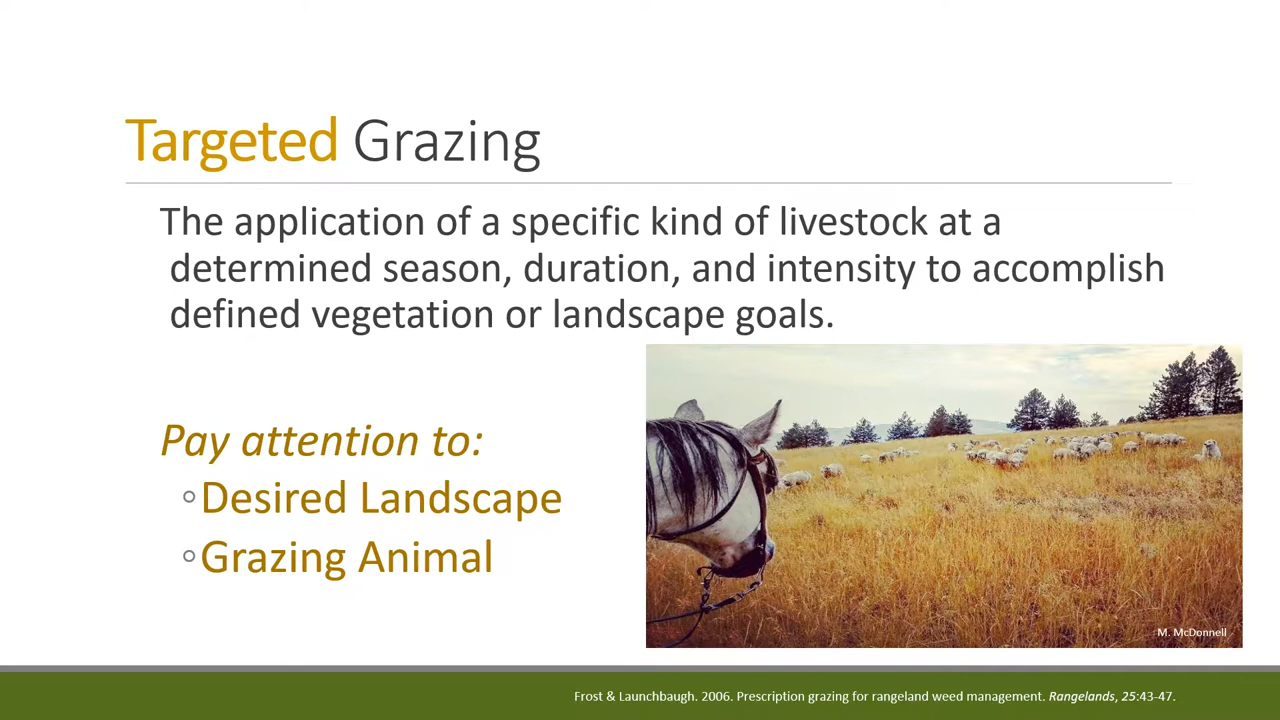 Targeted Grazing
The application of a specific kind of livestock at a
determined season, duration, and intensity to accomplish
defined vegetation or landscape goals.
Pay attention to:
◦Desired Landscape
◦Grazing Animal
M. McDonnell
Frost & Launchbaugh. 2006. Prescription grazing for rangeland weed management. Rangelands, 25:43-47.